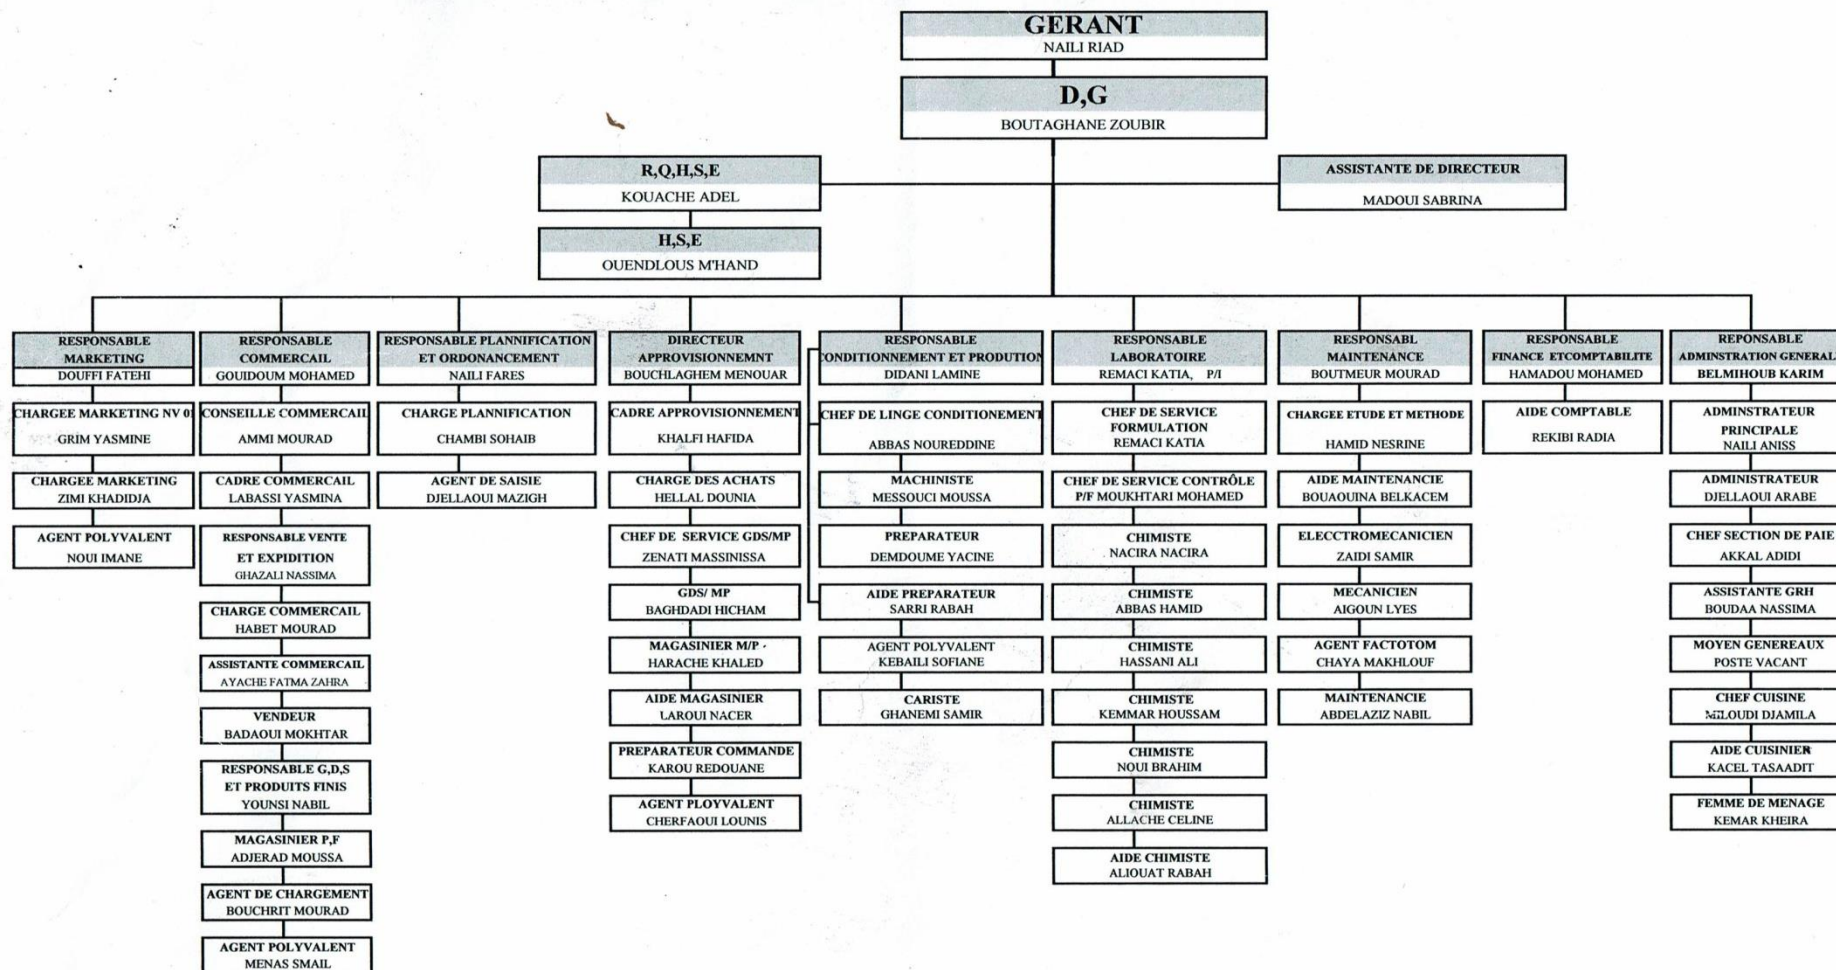 GERANT
NAILI RIAD
D,G
BOUTAGHANE ZOUBIR
R,Q,H,S,E
KOUACHE ADEL
ASSISTANTE DE DIRECTEUR
MADOUI SABRINA
H,S,E
OUENDLOUS M'HAND
RESPONSABLE
MARKETING
DOUFFI FATEHI
CHARGEE MARKETING NV 01
GRIM YASMINE
CHARGEE MARKETING
ZIMI KHADIDJA
AGENT POLYVALENT
NOUI IMANE
RESPONSABLE
COMMERCAIL
GOUIDOUM MOHAMED
CONSEILLE COMMERCAIL
AMMI MOURAD
CADRE COMMERCAIL
LABASSI YASMINA
RESPONSABLE VENTE
ET EXPIDITION
GHAZALI NASSIMA
CHARGE COMMERCAIL
HABET MOURAD
ASSISTANTE COMMERCAIL
AYACHE FATMA ZAHRA
VENDEUR
BADAOUI MOKHTAR
RESPONSABLE G,D,S
ET PRODUITS FINIS
YOUNSI NABIL
MAGASINIER P,F
ADJERAD MOUSSA
AGENT DE CHARGEMENT
BOUCHRIT MOURAD
AGENT POLYVALENT
MENAS SMAIL
RESPONSABLE PLANNIFICATION
ET ORDONANCEMENT
NAILI FARES
CHARGE PLANNIFICATION
CHAMBI SOHAIB
AGENT DE SAISIE
DJELLAOUI MAZIGH
DIRECTEUR
APPROVISIONNEMNT
BOUCHLAGHEM MENOUAR
CADRE APPROVISIONNEMENT
KHALFI HAFIDA
CHARGE DES ACHATS
HELLAL DOUNIA
CHEF DE SERVICE GDS/MP
ZENATI MASSINISSA
GDS/ MP
BAGHDADI HICHAM
MAGASINIER M/P
HARACHE KHALED
AIDE MAGASINIER
LAROUI NACER
PREPARATEUR COMMANDE
KAROU REDOUANE
AGENT PLOYVALENT
CHERFAOUI LOUNIS
RESPONSABLE
CONDITIONNEMENT ET PRODUTION
DIDANI LAMINE
CHEF DE LINGE CONDITIONEMENT
ABBAS NOUREDDINE
MACHINISTE
MESSOUCI MOUSSA
PREPARATEUR
DEMDOUME YACINE
AIDE PREPARATEUR
SARRI RABAH
AGENT POLYVALENT
KEBAILI SOFIANE
CARISTE
GHANEMI SAMIR
RESPONSABLE
LABORATOIRE
REMACI KATIA, P/I
CHEF DE SERVICE
FORMULATION
REMACI KATIA
CHEF DE SERVICE CONTRÔLE
P/F MOUKHTARI MOHAMED
CHIMISTE
NACIRA NACIRA
CHIMISTE
ABBAS HAMID
CHIMISTE
HASSANI ALI
CHIMISTE
KEMMAR HOUSSAM
CHIMISTE
NOUI BRAHIM
CHIMISTE
ALLACHE CELINE
AIDE CHIMISTE
ALIOUAT RABAH
RESPONSABL
MAINTENANCE
BOUTMEUR MOURAD
CHARGEE ETUDE ET METHODE
HAMID NESRINE
AIDE MAINTENANCIE
BOUAOUINA BELKACEM
ELECCTROMECANICIEN
ZAIDI SAMIR
MECANICIEN
AIGOUN LYES
AGENT FACTOTOM
CHAYA MAKHLOUF
MAINTENANCIE
ABDELAZIZ NABIL
RESPONSABLE
FINANCE ETCOMPTABILITE
HAMADOU MOHAMED
AIDE COMPTABLE
REKIBI RADIA
REPONSABLE
ADMINSTRATION GENERAL
BELMIHOUB KARIM
ADMINSTRATEUR
PRINCIPALE
NAILI ANISS
ADMINISTRATEUR
DJELLAOUI ARABE
CHEF SECTION DE PAIE
AKKAL ADIDI
ASSISTANTE GRH
BOUDAA NASSIMA
MOYEN GENEREAUX
POSTE VACANT
CHEF CUISINE
MILOUDI DJAMILA
AIDE CUISINIER
KACEL TASAADIT
FEMME DE MENAGE
KEMAR KHEIRA